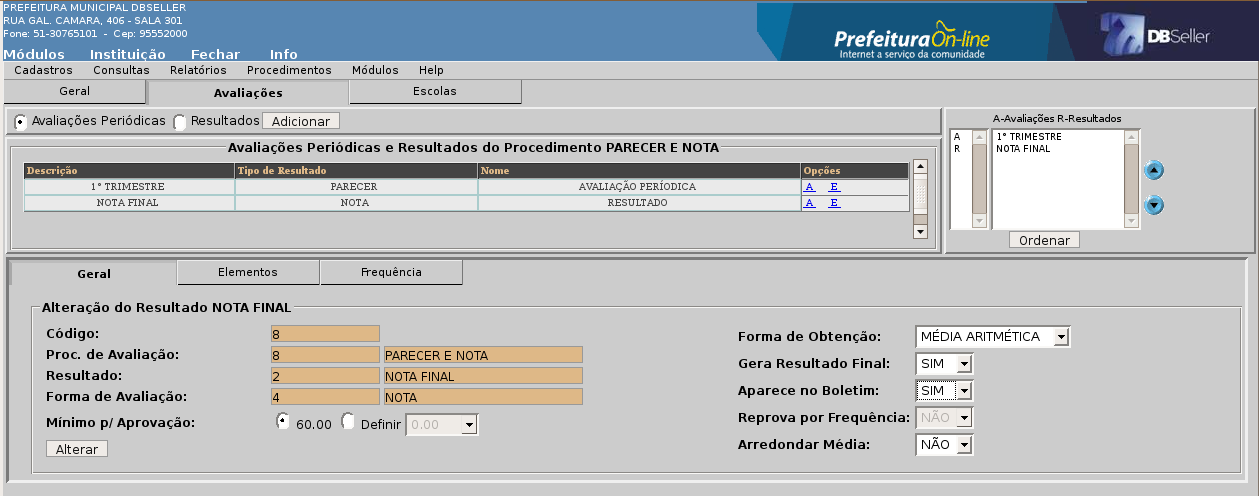 PREFEITURA MUNICIPAL DBSELLER
RUA GAL. CAMARA, 406 - SALA 301
Fone: 51-30765101 - Cep: 95552000
Módulos Instituição Fechar Info
PrefeituraOn-line
Internet a serviço da comunidade
DBSeller
Cadastros Consultas Relatórios Procedimentos Módulos Help
Geral Avaliações Escolas
Avaliações Periódicas Resultados Adicionar
Avaliações Periódicas e Resultados do Procedimento PARECER E NOTA
Descrição Tipo de Resultado Nome Opções
1° TRIMESTRE PARECER AVALIAÇÃO PERÍODICA A E
NOTA FINAL NOTA RESULTADO A E
A-Avaliações R-Resultados
A 1° TRIMESTRE
R NOTA FINAL
Ordenar
Geral Elementos Frequência
Alteração do Resultado NOTA FINAL
Código: 8
Proc. de Avaliação: 8 PARECER E NOTA
Resultado: 2 NOTA FINAL
Forma de Avaliação: 4 NOTA
Mínimo p/ Aprovação: 60.00 Definir 0.00
Alterar
Forma de Obtenção: MÉDIA ARITMÉTICA
Gera Resultado Final: SIM
Aparece no Boletim: SIM
Reprova por Frequência: NÃO
Arredondar Média: NÃO